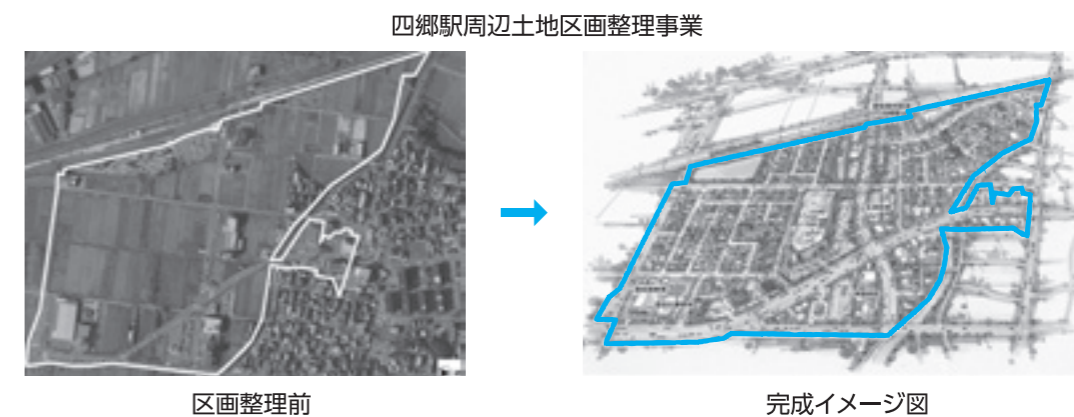 四郷駅周辺土地区画整理事業
区画整理前
完成イメージ図